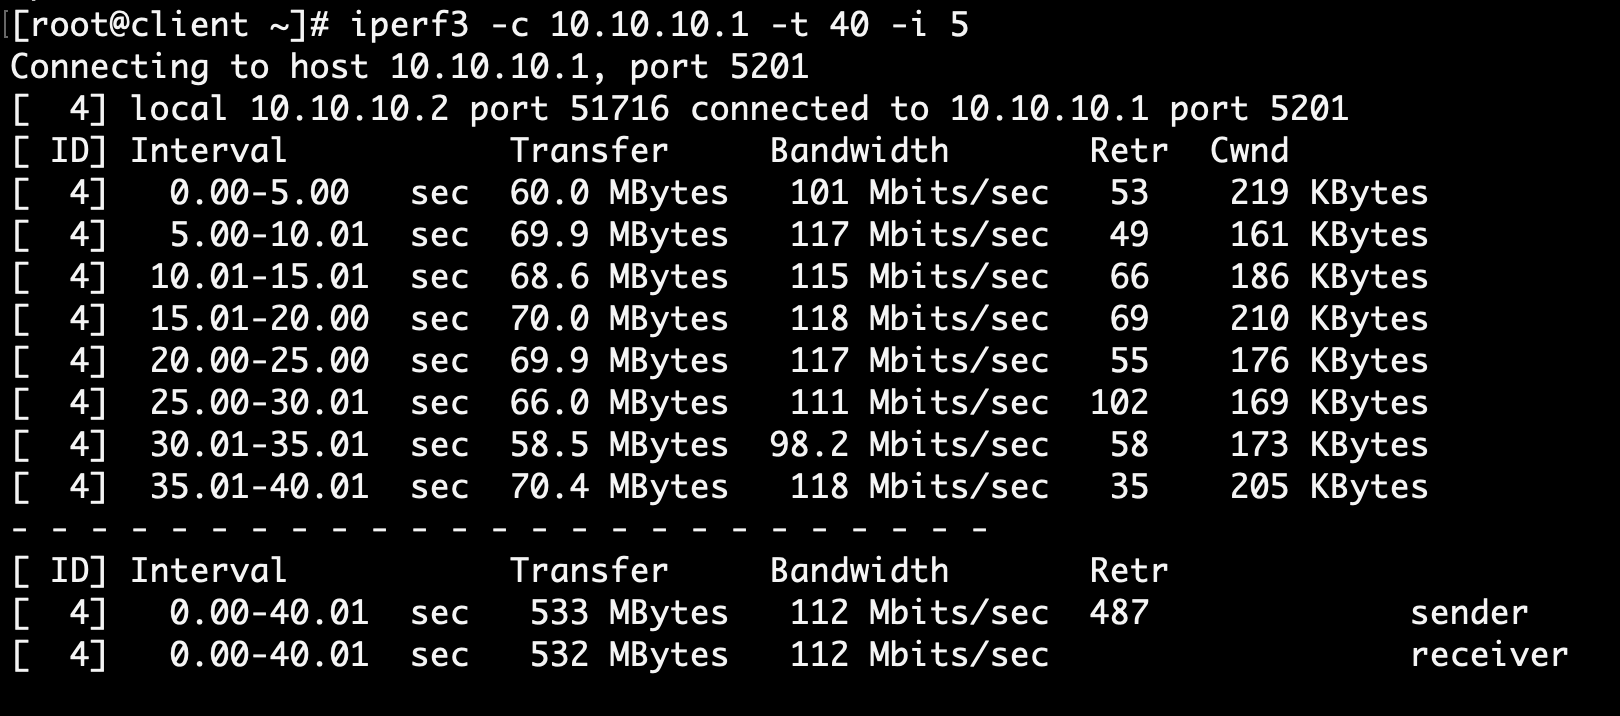 [root@client ~]# iperf3 -c 10.10.10.1 -t 40 -i 5
Connecting to host 10.10.10.1, port 5201
[  4] local 10.10.10.2 port 51716 connected to 10.10.10.1 port 5201
[ ID] Interval           Transfer     Bandwidth       Retr  Cwnd
[  4]   0.00-5.00   sec  60.0 MBytes   101 Mbits/sec   53    219 KBytes
[  4]   5.00-10.01  sec  69.9 MBytes   117 Mbits/sec   49    161 KBytes
[  4]  10.01-15.01  sec  68.6 MBytes   115 Mbits/sec   66    186 KBytes
[  4]  15.01-20.00  sec  70.0 MBytes   118 Mbits/sec   69    210 KBytes
[  4]  20.00-25.00  sec  69.9 MBytes   117 Mbits/sec   55    176 KBytes
[  4]  25.00-30.01  sec  66.0 MBytes   111 Mbits/sec  102    169 KBytes
[  4]  30.01-35.01  sec  58.5 MBytes  98.2 Mbits/sec   58    173 KBytes
[  4]  35.01-40.01  sec  70.4 MBytes   118 Mbits/sec   35    205 KBytes
- - - - - - - - - - - - - - - - - - - - - - - - -
[ ID] Interval           Transfer     Bandwidth       Retr
[  4]   0.00-40.01  sec   533 MBytes   112 Mbits/sec  487             sender
[  4]   0.00-40.01  sec   532 MBytes   112 Mbits/sec                  receiver